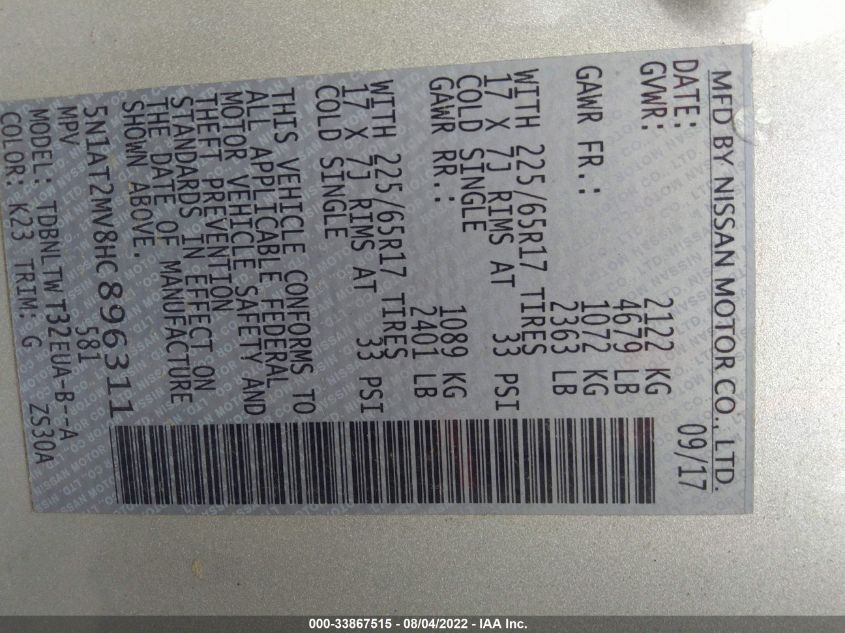 MFD BY NISSAN MOTOR CO., LTD.
DATE: 09/17
GVWR: 2122 KG
4679 LB
GAWR FR.: 1072 KG
2363 LB
WITH 225/65R17 TIRES
17 X 7J RIMS AT 33 PSI
COLD SINGLE
GAWR RR.: 1089 KG
2401 LB
WITH 225/65R17 TIRES
17 X 7J RIMS AT 33 PSI
COLD SINGLE
THIS VEHICLE CONFORMS TO
ALL APPLICABLE FEDERAL
MOTOR VEHICLE SAFETY AND
THEFT PREVENTION
STANDARDS IN EFFECT ON
THE DATE OF MANUFACTURE
SHOWN ABOVE.
5N1AT2MV8HC896311
MPV 581
MODEL: TDBNLTWT32EUA-B--A
COLOR: K23 TRIM: G ZS30A
000-33867515 - 08/04/2022 - IAA Inc.